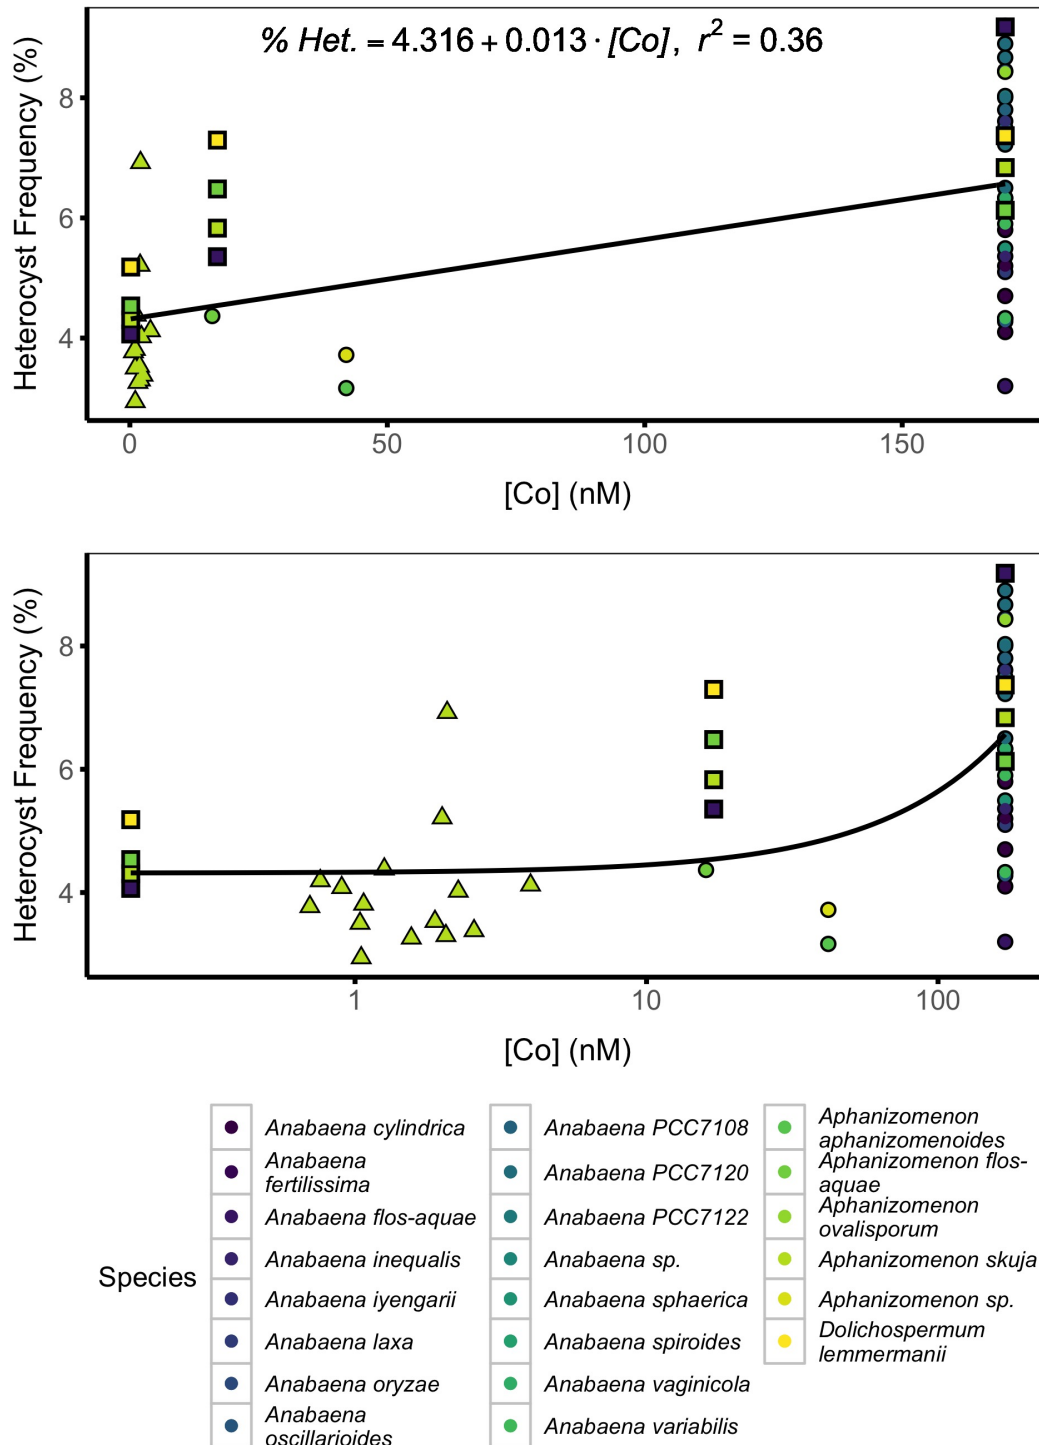 % Het. = 4.316 + 0.013 · [Co], r² = 0.36
Heterocyst Frequency (%)
8
6
4
0
50
100
150
[Co] (nM)
Heterocyst Frequency (%)
8
6
4
1
10
100
[Co] (nM)
Species
Anabaena cylindrica
Anabaena
fertilissima
Anabaena flos-aquae
Anabaena inequalis
Anabaena iyengarii
Anabaena laxa
Anabaena oryzae
Anabaena
oscillarioides
Anabaena PCC7108
Anabaena PCC7120
Anabaena PCC7122
Anabaena sp.
Anabaena sphaerica
Anabaena spiroides
Anabaena vaginicola
Anabaena variabilis
Aphanizomenon
aphanizomenoides
Aphanizomenon flos-
aquae
Aphanizomenon
ovalisporum
Aphanizomenon skuja
Aphanizomenon sp.
Dolichospermum
lemmermanii